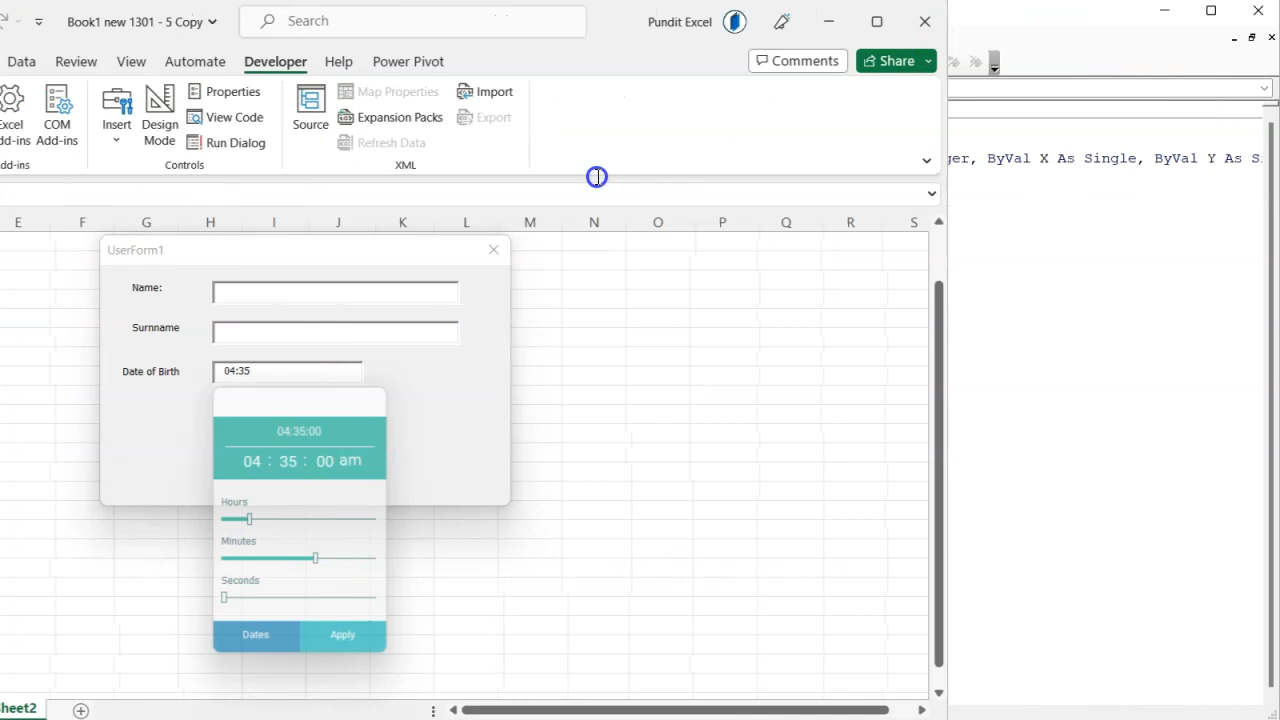 Book1 new 1301 - 5 Copy
Search
Pundit Excel
Data Review View Automate Developer Help Power Pivot
Comments
Share
Excel
dd-ins
COM
Add-ins
dd-ins
Insert
Design
Mode
Properties
View Code
Run Dialog
Controls
Source
Map Properties
Expansion Packs
Refresh Data
Import
Export
XML
ger, ByVal X As Single, ByVal Y As S
E F G H I J K L M N O P Q R S
UserForm1
Name:
Surnname
Date of Birth
04:35
04:35:00
04 : 35 : 00 am
Hours
Minutes
Seconds
Dates Apply
heet2